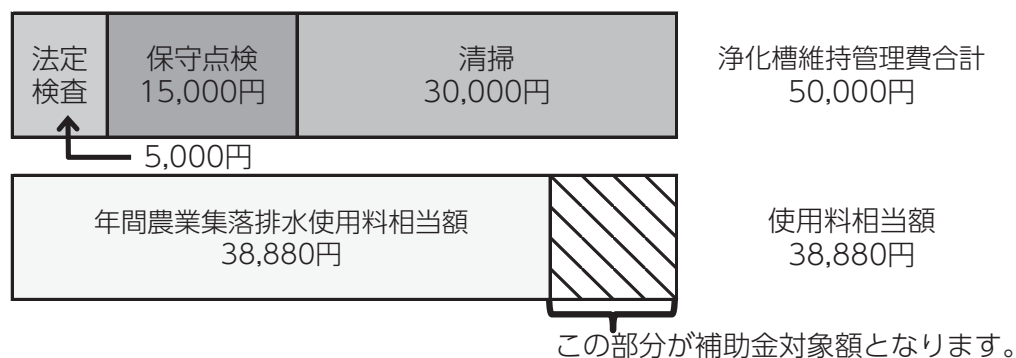 法定
検査
保守点検
15,000円
清掃
30,000円
浄化槽維持管理費合計
50,000円
5,000円
年間農業集落排水使用料相当額
38,880円
使用料相当額
38,880円
この部分が補助金対象額となります。